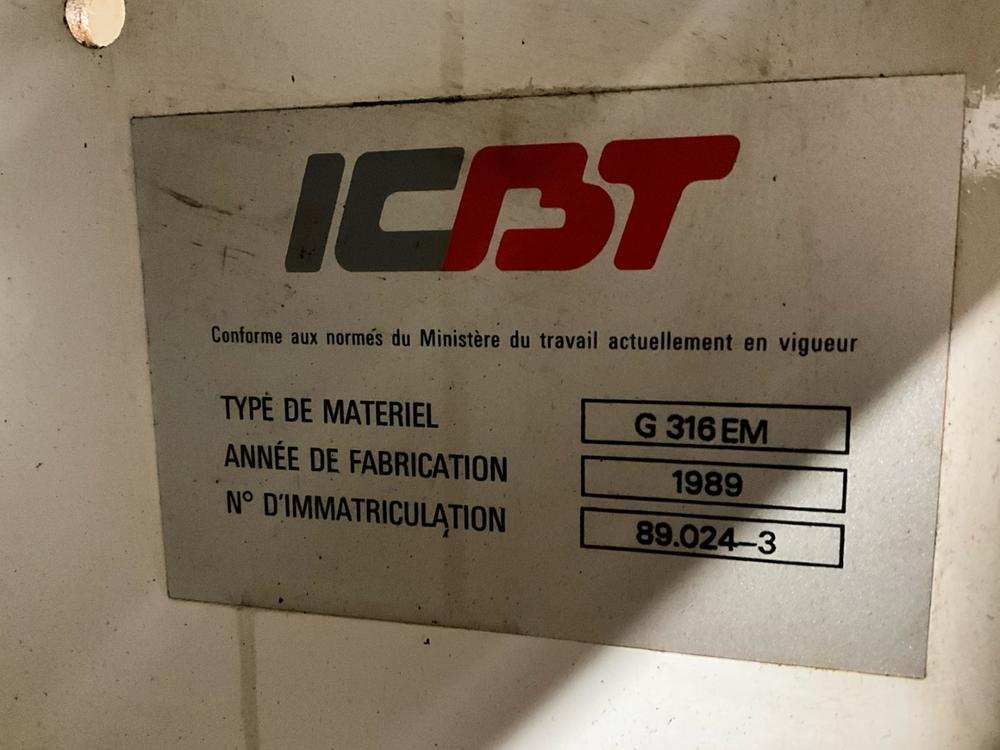 ICBT
Conforme aux normes du Ministère du travail actuellement en vigueur
TYPE DE MATERIEL G 316 EM
ANNÉE DE FABRICATION 1989
N° D'IMMATRICULATION 89.024-3